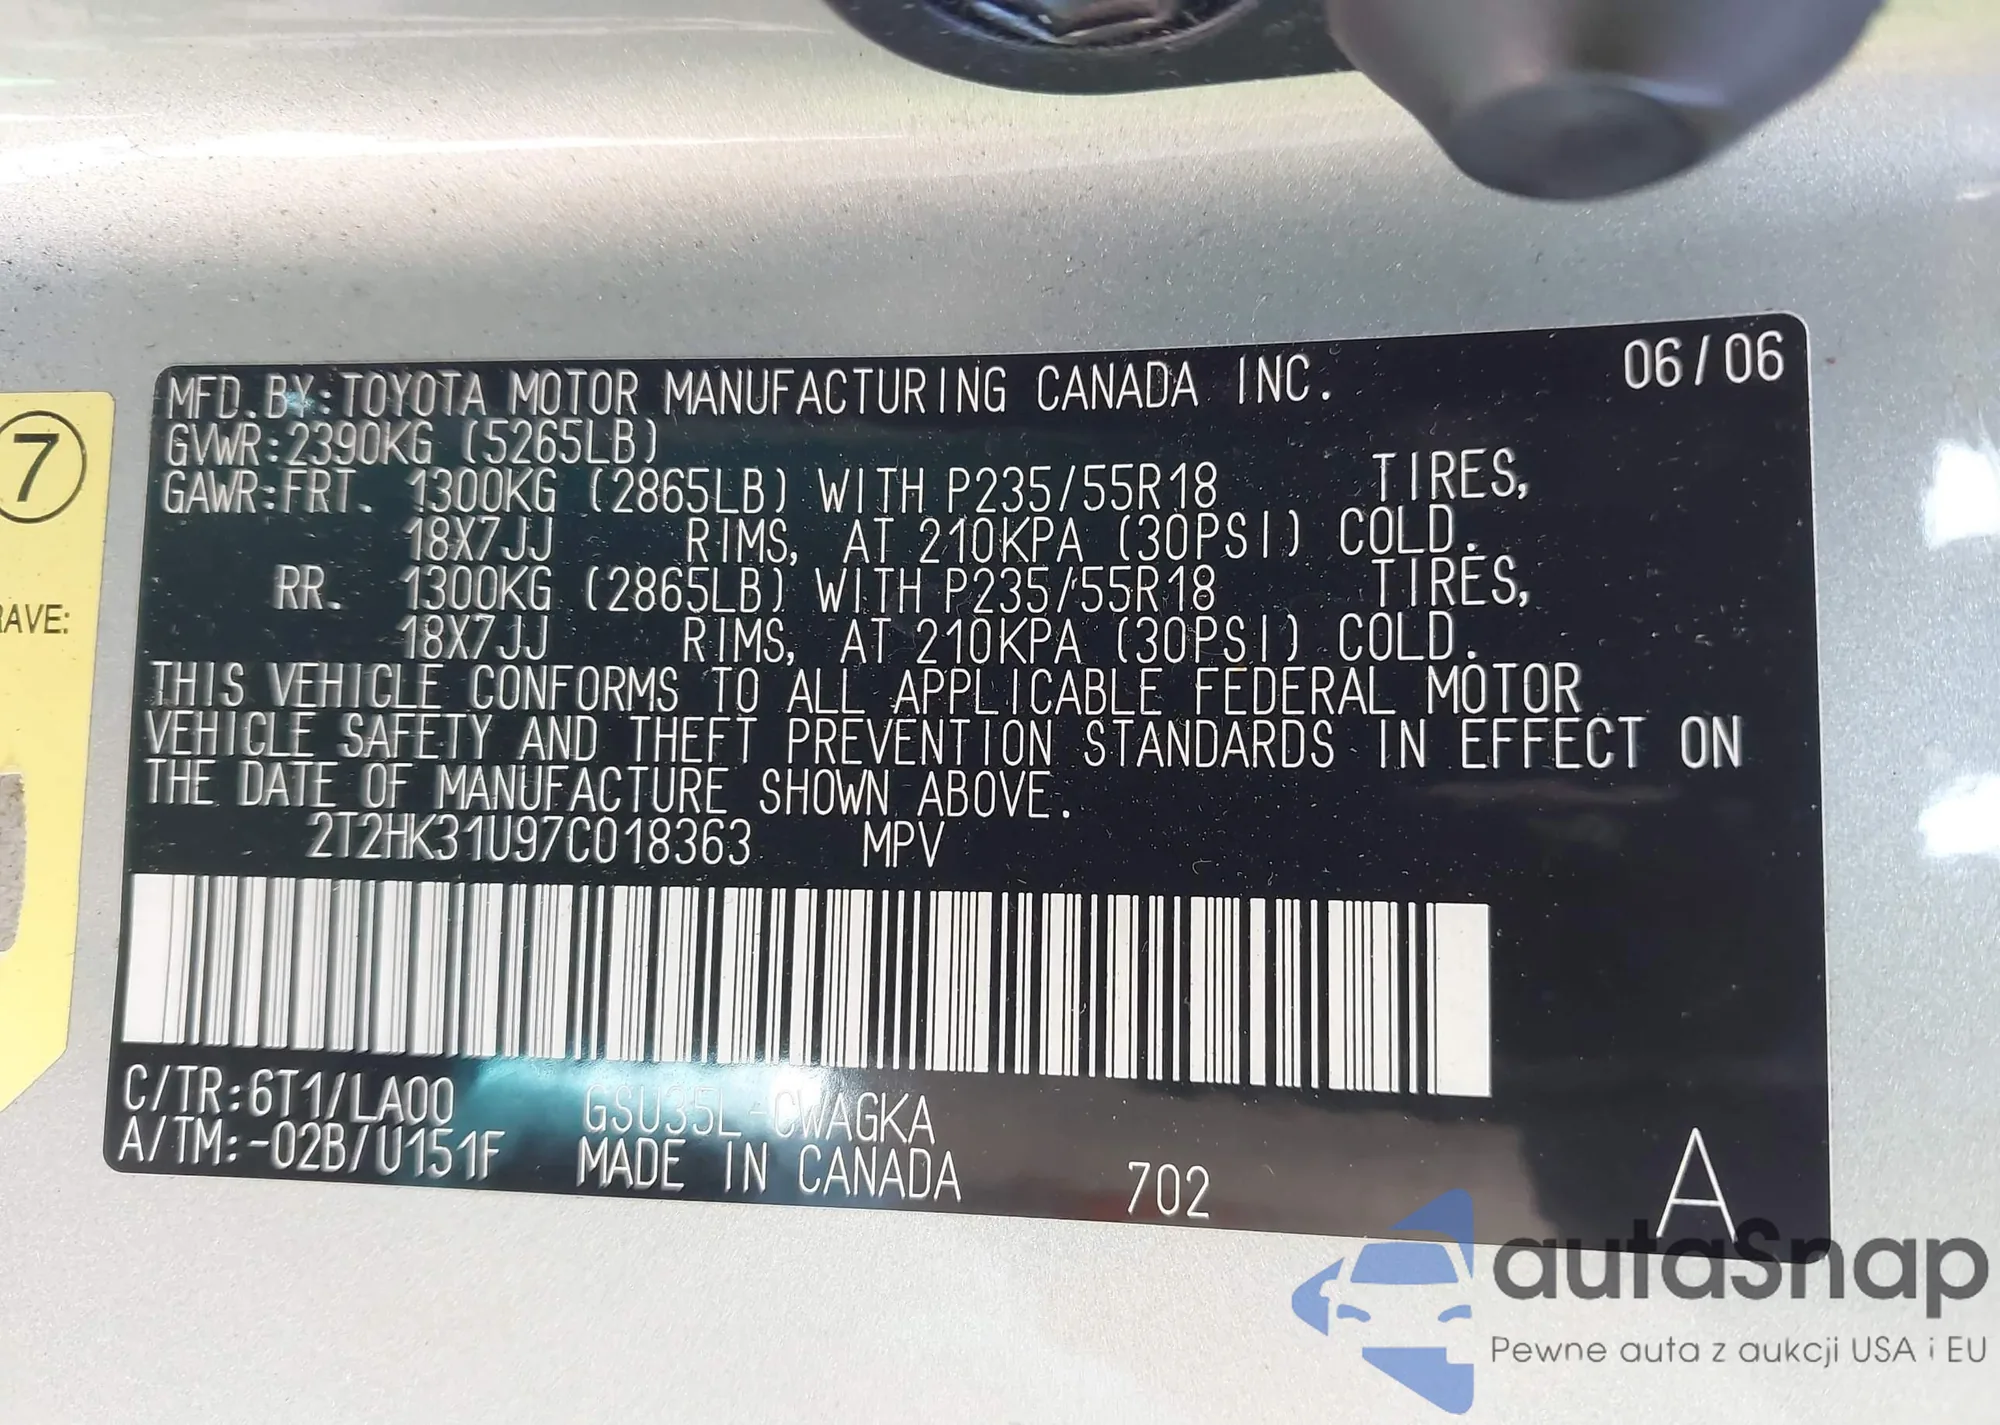 7
RAVE:
MFD. BY:TOYOTA MOTOR MANUFACTURING CANADA INC. 06/06
GVWR:2390KG (5265LB)
GAWR:FRT. 1300KG (2865LB) WITH P235/55R18 TIRES,
18X7JJ RIMS, AT 210KPA (30PSI) COLD.
RR. 1300KG (2865LB) WITH P235/55R18 TIRES,
18X7JJ RIMS, AT 210KPA (30PSI) COLD.
THIS VEHICLE CONFORMS TO ALL APPLICABLE FEDERAL MOTOR
VEHICLE SAFETY AND THEFT PREVENTION STANDARDS IN EFFECT ON
THE DATE OF MANUFACTURE SHOWN ABOVE.
2T2HK31U97C018363 MPV
C/TR:6T1/LA00 GSU35L-CWAGKA
A/TM:-02B/U151F MADE IN CANADA 702 A
autaSnap
Pewne auta z aukcji USA i EU